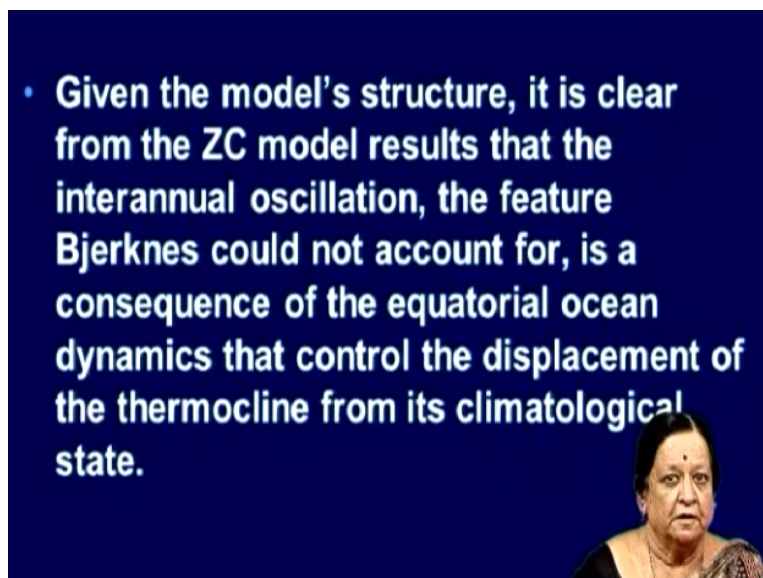 • Given the model's structure, it is clear
from the ZC model results that the
interannual oscillation, the feature
Bjerknes could not account for, is a
consequence of the equatorial ocean
dynamics that control the displacement of
the thermocline from its climatological
state.